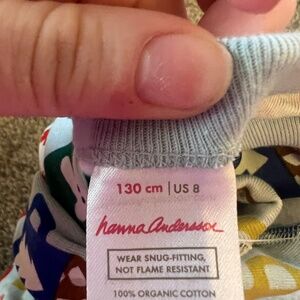 130 cm | US 8
hanna andersson
WEAR SNUG-FITTING,
NOT FLAME RESISTANT
100% ORGANIC COTTON